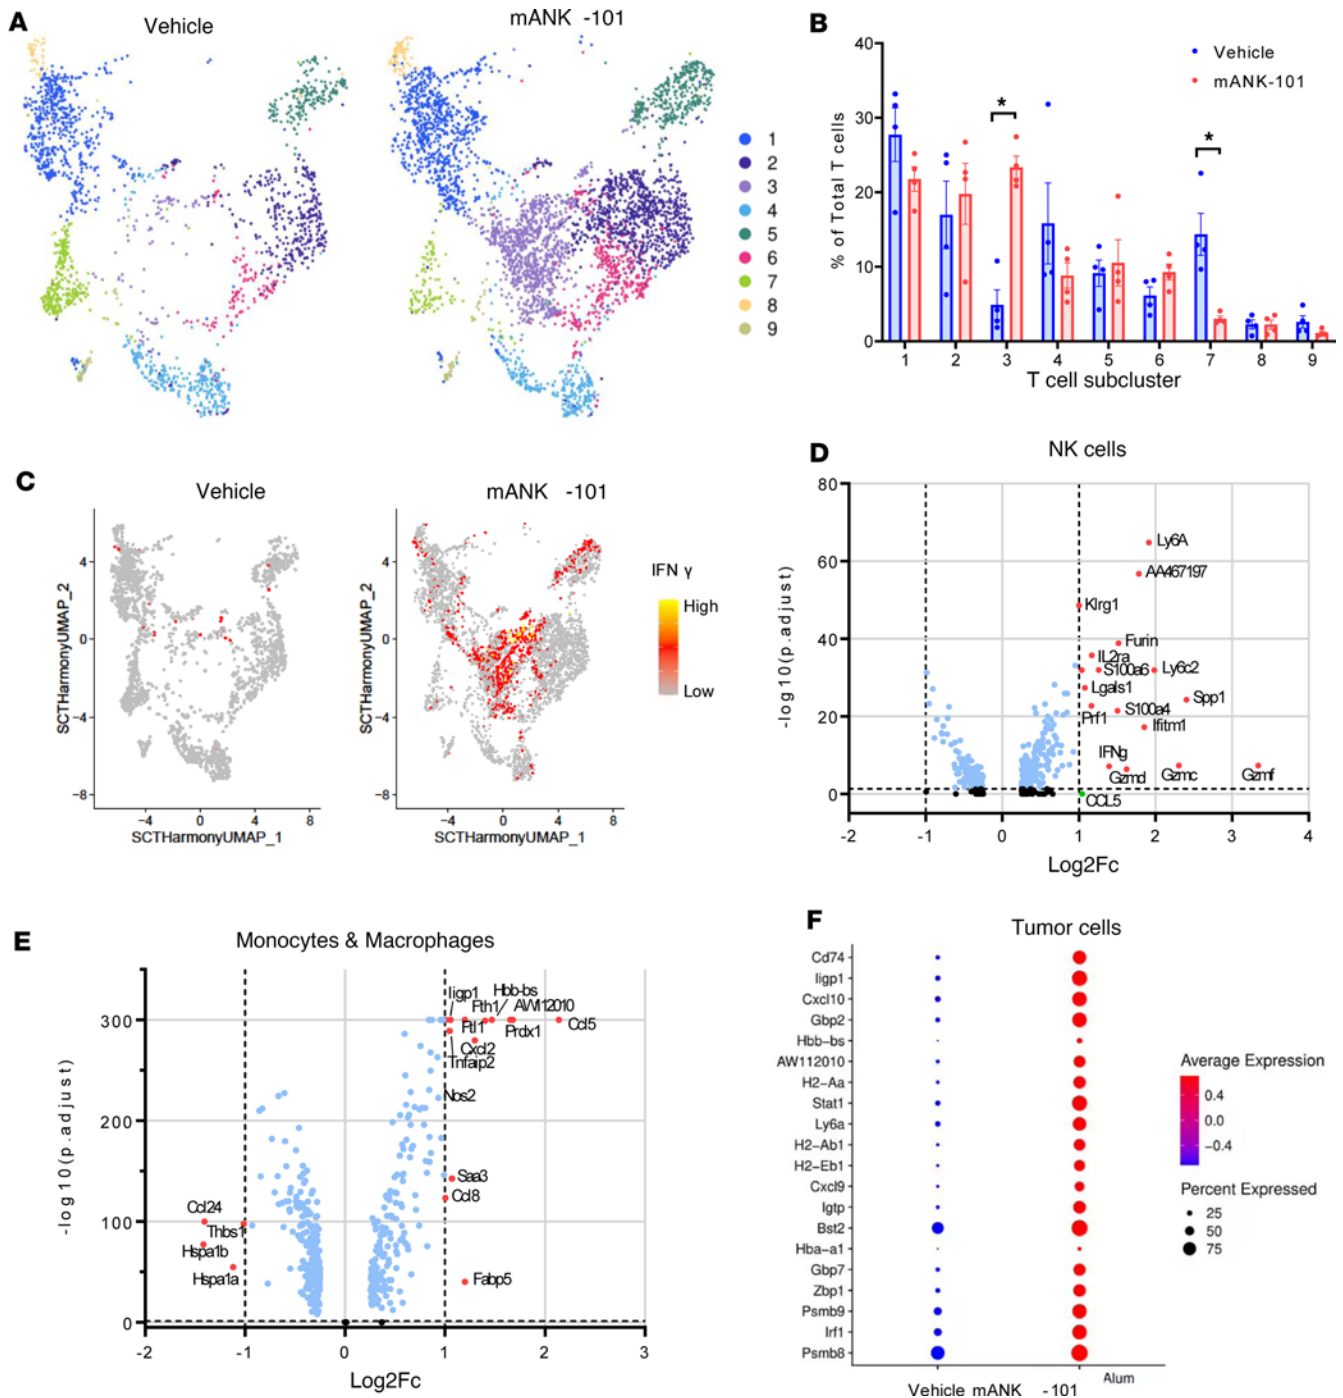 A
Vehicle
mANK -101
1
2
3
4
5
6
7
8
9
B
Vehicle
mANK-101
% of Total T cells
40
30
20
10
0
*
*
1 2 3 4 5 6 7 8 9
T cell subcluster
C
Vehicle
mANK -101
SCTHarmonyUMAP_2
4
0
−4
−8
−4 0 4 8
SCTHarmonyUMAP_1
SCTHarmonyUMAP_2
4
0
−4
−8
−4 0 4 8
SCTHarmonyUMAP_1
IFN γ
High
Low
D
NK cells
-log10(p.adjust)
80
60
40
20
0
Ly6A
AA467197
Klrg1
Furin
IL2ra
S100a6
Ly6c2
Lgals1
Spp1
Prf1
S100a4
Ifitm1
IFNg
Gzmd
Gzmc
Gzmf
CCL5
-2 -1 0 1 2 3 4
Log2Fc
E
Monocytes & Macrophages
-log10(p.adjust)
300
200
100
0
Iigp1
Fth1
Hbb-bs
AW112010
Ftl1
Prdx1
Ccl5
Cxcl2
Tnfaip2
Nos2
Saa3
Ccl8
Ccl24
Thbs1
Hspa1b
Hspa1a
Fabp5
-2 -1 0 1 2 3
Log2Fc
F
Tumor cells
Cd74
Iigp1
Cxcl10
Gbp2
Hbb−bs
AW112010
H2−Aa
Stat1
Ly6a
H2−Ab1
H2−Eb1
Cxcl9
Igtp
Bst2
Hba−a1
Gbp7
Zbp1
Psmb9
Irf1
Psmb8
Alum
Vehicle mANK -101
Average Expression
0.4
0.0
−0.4
Percent Expressed
25
50
75